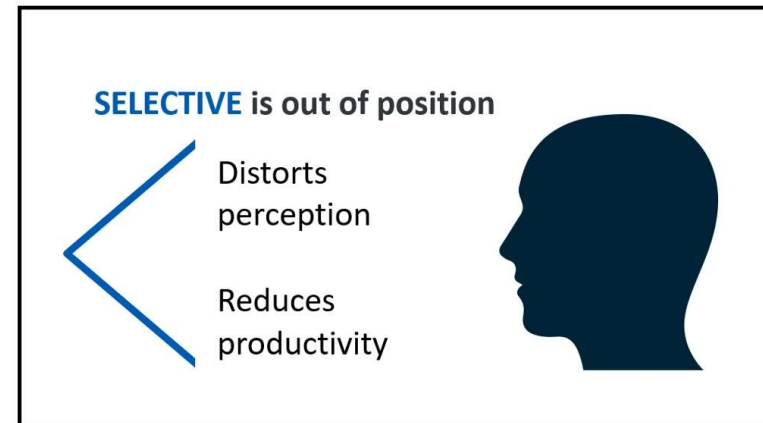 SELECTIVE is out of position
Distorts
perception
Reduces
productivity